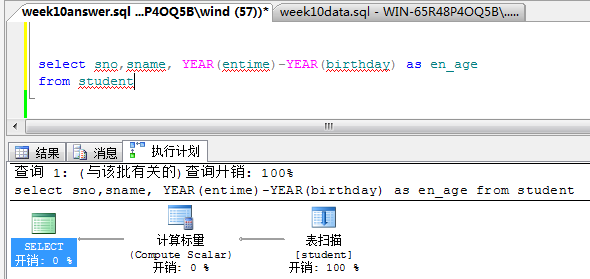 week10answer.sql ...P4OQ5B\wind (57))*
week10data.sql - WIN-65R48P4OQ5B\.....
select sno,sname, YEAR(entime)-YEAR(birthday) as en_age
from student
结果
消息
执行计划
查询 1: (与该批有关的)查询开销: 100%
select sno,sname, YEAR(entime)-YEAR(birthday) as en_age from student
SELECT
开销: 0 %
计算标量
(Compute Scalar)
开销: 0 %
表扫描
[student]
开销: 100 %